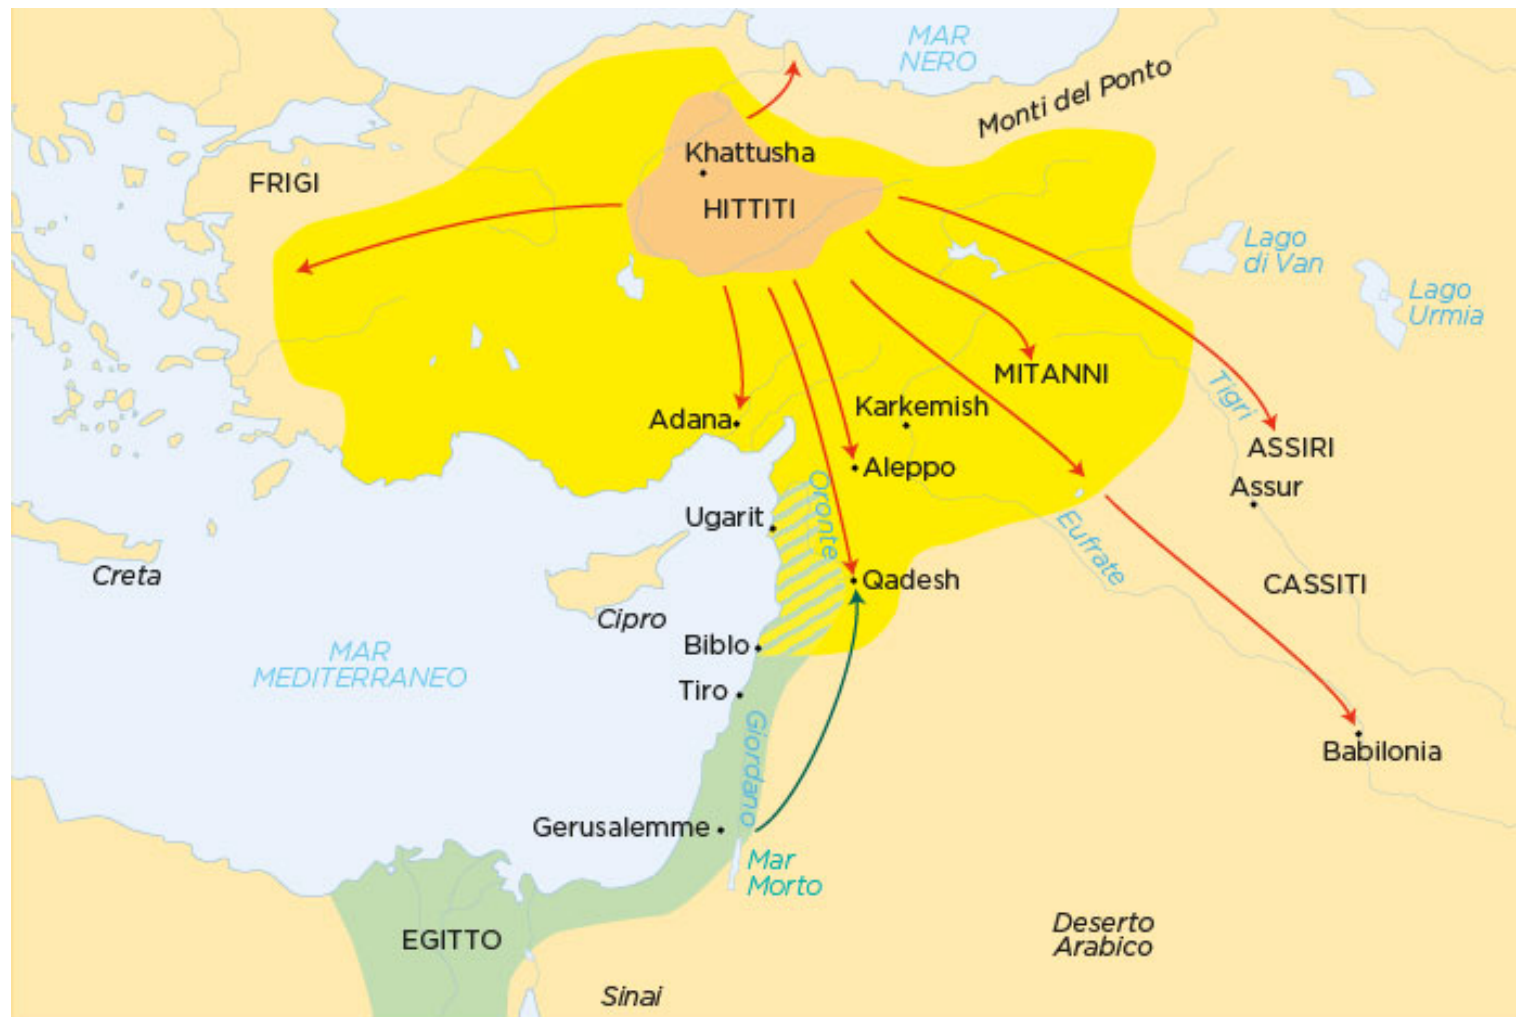 MAR
NERO
Monti del Ponto
Khattusha
FRIGI
HITTITI
Lago
di Van
Lago
Urmia
MITANNI
Tigri
Karkemish
Adana
ASSIRI
Aleppo
Assur
Oronte
Ugarit
Eufrate
Creta
Qadesh
CASSITI
Cipro
Biblo
MAR
MEDITERRANEO
Tiro
Giordano
Babilonia
Gerusalemme
Mar
Morto
EGITTO
Deserto
Arabico
Sinai